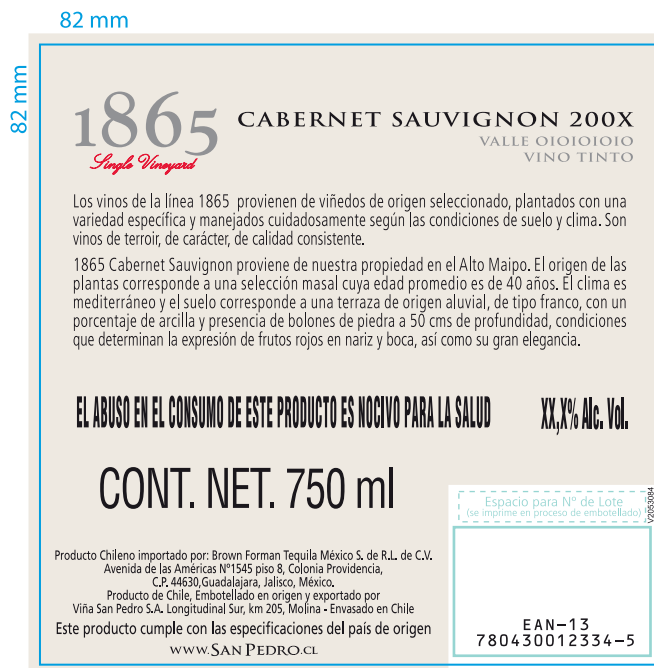 82 mm
82 mm
1865
Single Vineyard
CABERNET SAUVIGNON 200X
VALLE OIOIOIOIO
VINO TINTO
Los vinos de la línea 1865 provienen de viñedos de origen seleccionado, plantados con una
variedad específica y manejados cuidadosamente según las condiciones de suelo y clima. Son
vinos de terroir, de carácter, de calidad consistente.
1865 Cabernet Sauvignon proviene de nuestra propiedad en el Alto Maipo. El origen de las
plantas corresponde a una selección masal cuya edad promedio es de 40 años. El clima es
mediterráneo y el suelo corresponde a una terraza de origen aluvial, de tipo franco, con un
porcentaje de arcilla y presencia de bolones de piedra a 50 cms de profundidad, condiciones
que determinan la expresión de frutos rojos en nariz y boca, así como su gran elegancia.
EL ABUSO EN EL CONSUMO DE ESTE PRODUCTO ES NOCIVO PARA LA SALUD
XX,X% Alc. Vol.
CONT. NET. 750 ml
Espacio para Nº de Lote
(se imprime en proceso de embotellado)
V2053084
Producto Chileno importado por: Brown Forman Tequila México S. de R.L. de C.V.
Avenida de las Américas Nº1545 piso 8, Colonia Providencia,
C.P. 44630,Guadalajara, Jalisco, México.
Producto de Chile, Embotellado en origen y exportado por
Viña San Pedro S.A. Longitudinal Sur, km 205, Molina - Envasado en Chile
Este producto cumple con las especificaciones del país de origen
WWW.SAN PEDRO.CL
EAN-13
780430012334-5